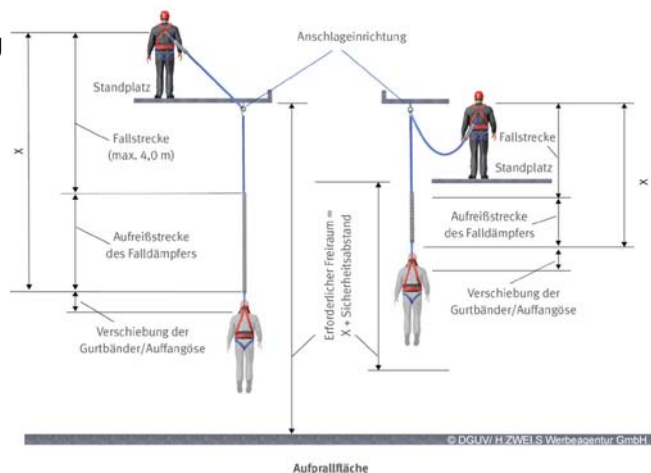 Anschlageinrichtung
Standplatz
Fallstrecke
(max. 4,0 m)
X
Aufreißstrecke
des Falldämpfers
Verschiebung der
Gurtbänder/Auffangöse
Erforderlicher Freiraum =
X + Sicherheitsabstand
Fallstrecke
Standplatz
X
Aufreißstrecke
des Falldämpfers
Verschiebung der
Gurtbänder/Auffangöse
© DGUV/ H.ZWEI.S Werbeagentur GmbH
Aufprallfläche